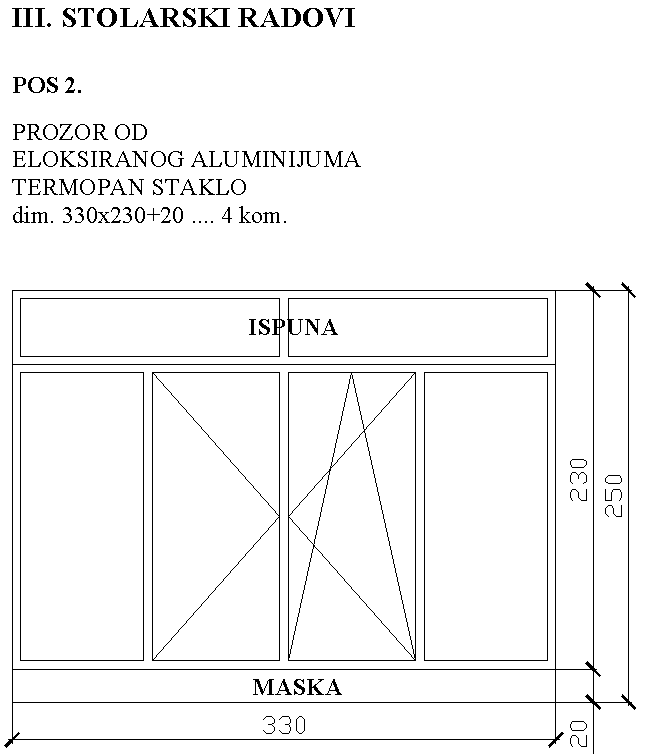 III. STOLARSKI RADOVI
POS 2.
PROZOR OD
ELOKSIRANOG ALUMINIJUMA
TERMOPAN STAKLO
dim. 330x230+20 .... 4 kom.
ISPUNA
230
250
MASKA
330
20